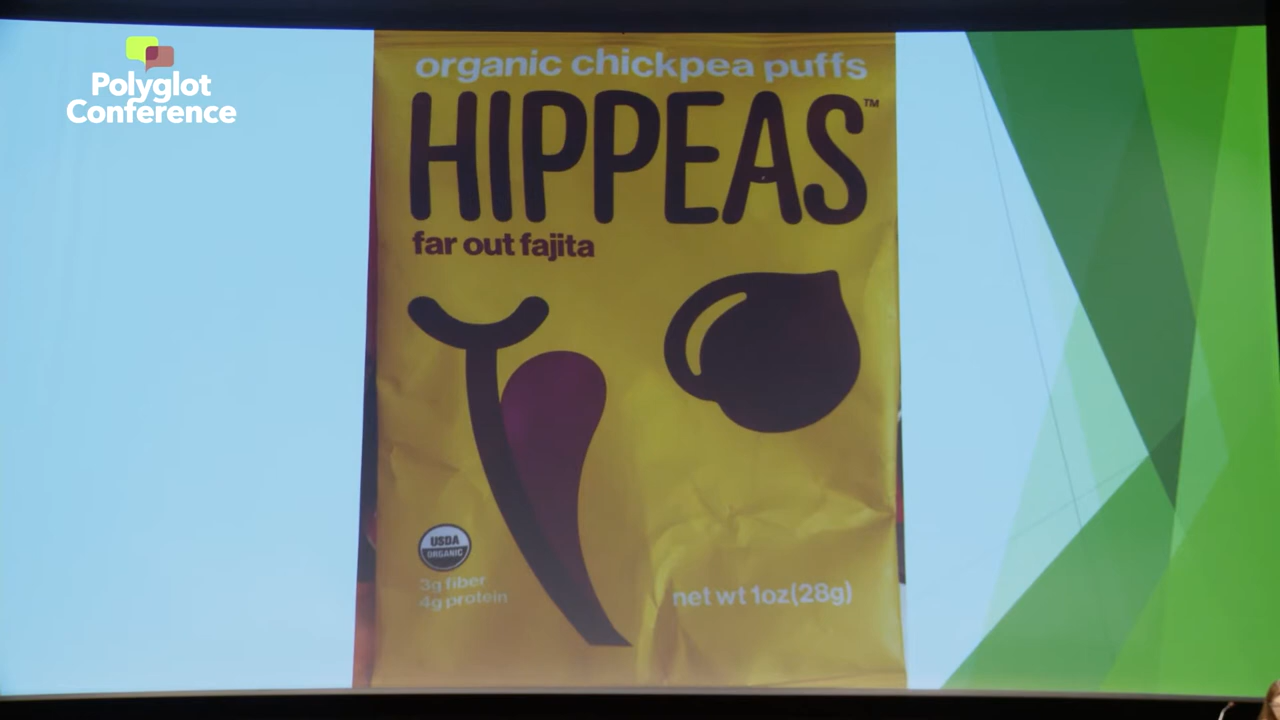 Polyglot
Conference
organic chickpea puffs
HIPPEAS™
far out fajita
USDA
ORGANIC
3g fiber
4g protein
net wt 1oz(28g)